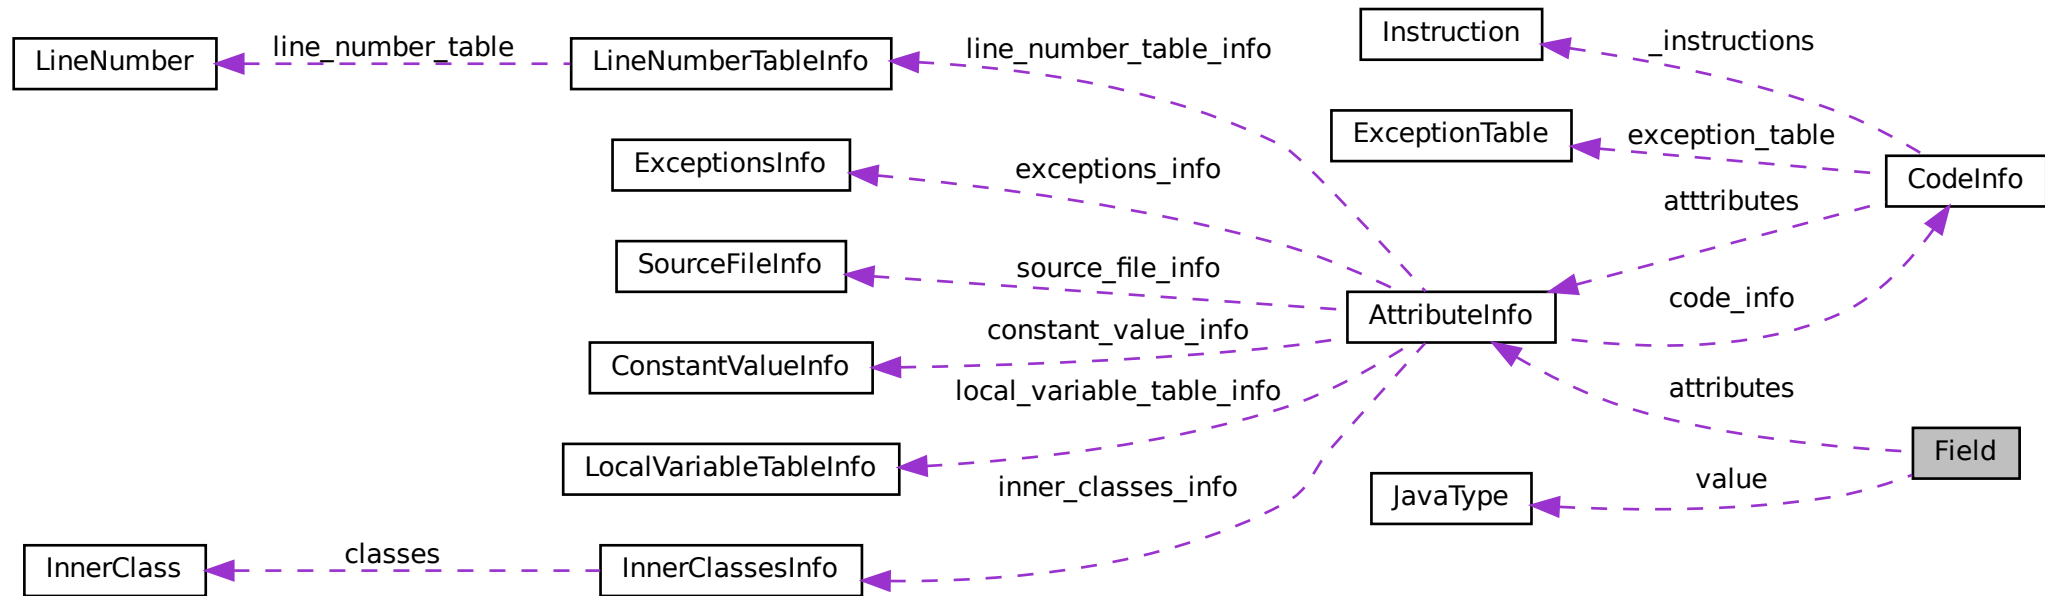 Instruction
_instructions
LineNumber
line_number_table
LineNumberTableInfo
line_number_table_info
ExceptionTable
exception_table
ExceptionsInfo
exceptions_info
CodeInfo
atttributes
SourceFileInfo
source_file_info
code_info
AttributeInfo
constant_value_info
ConstantValueInfo
local_variable_table_info
attributes
Field
LocalVariableTableInfo
inner_classes_info
value
JavaType
InnerClass
classes
InnerClassesInfo